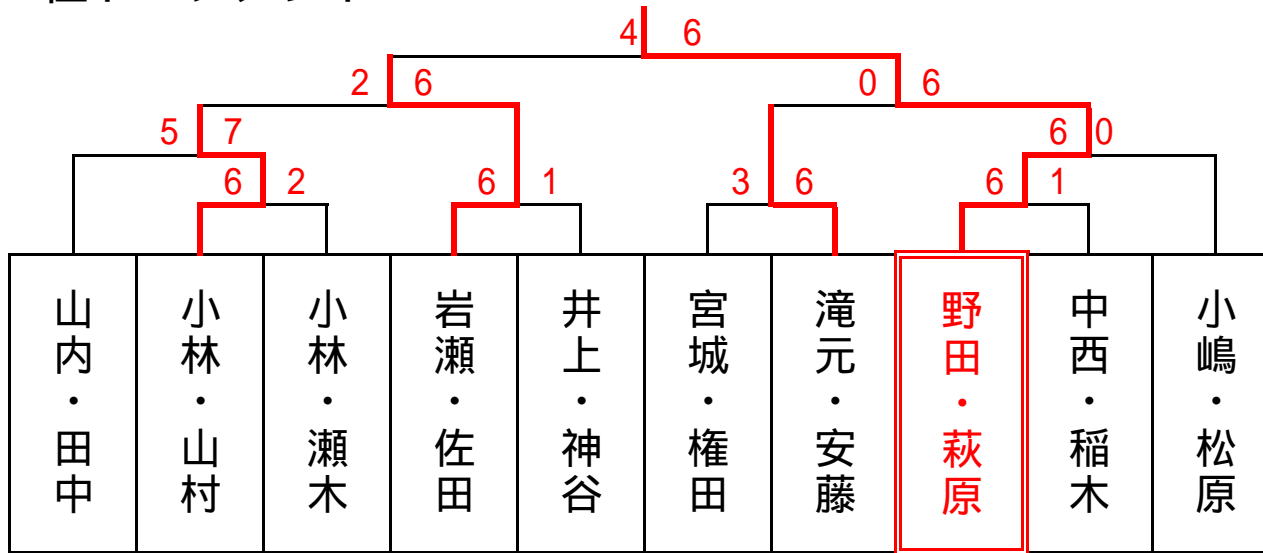 4 6
2 6 0 6
5 7 6 0
6 2 6 1 3 6 6 1
山内・田中
小林・山村
小林・瀬木
岩瀬・佐田
井上・神谷
宮城・権田
滝元・安藤
野田・萩原
中西・稲木
小嶋・松原